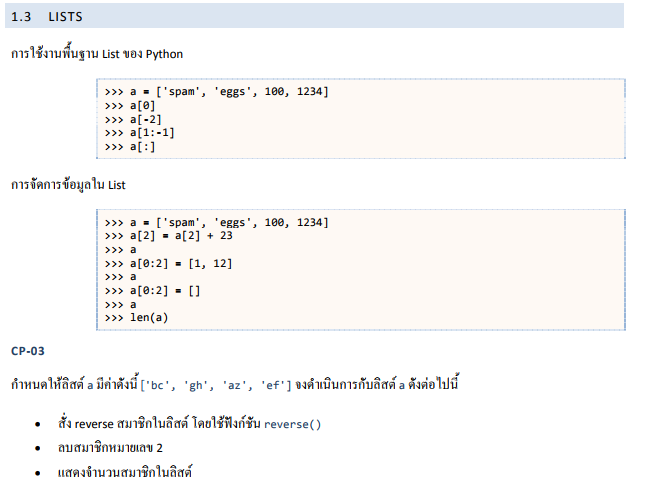 1.3 LISTS
การใช้งานพื้นฐาน List ของ Python
>>> a = ['spam', 'eggs', 100, 1234]
>>> a[0]
>>> a[-2]
>>> a[1:-1]
>>> a[:]
การจัดการข้อมูลใน List
>>> a = ['spam', 'eggs', 100, 1234]
>>> a[2] = a[2] + 23
>>> a
>>> a[0:2] = [1, 12]
>>> a
>>> a[0:2] = []
>>> a
>>> len(a)
CP-03
กำหนดให้ลิสต์ a มีค่าดังนี้ ['bc', 'gh', 'az', 'ef'] จงดำเนินการกับลิสต์ a ดังต่อไปนี้
• สั่ง reverse สมาชิกในลิสต์ โดยใช้ฟังก์ชัน reverse()
• ลบสมาชิกหมายเลข 2
• แสดงจำนวนสมาชิกในลิสต์